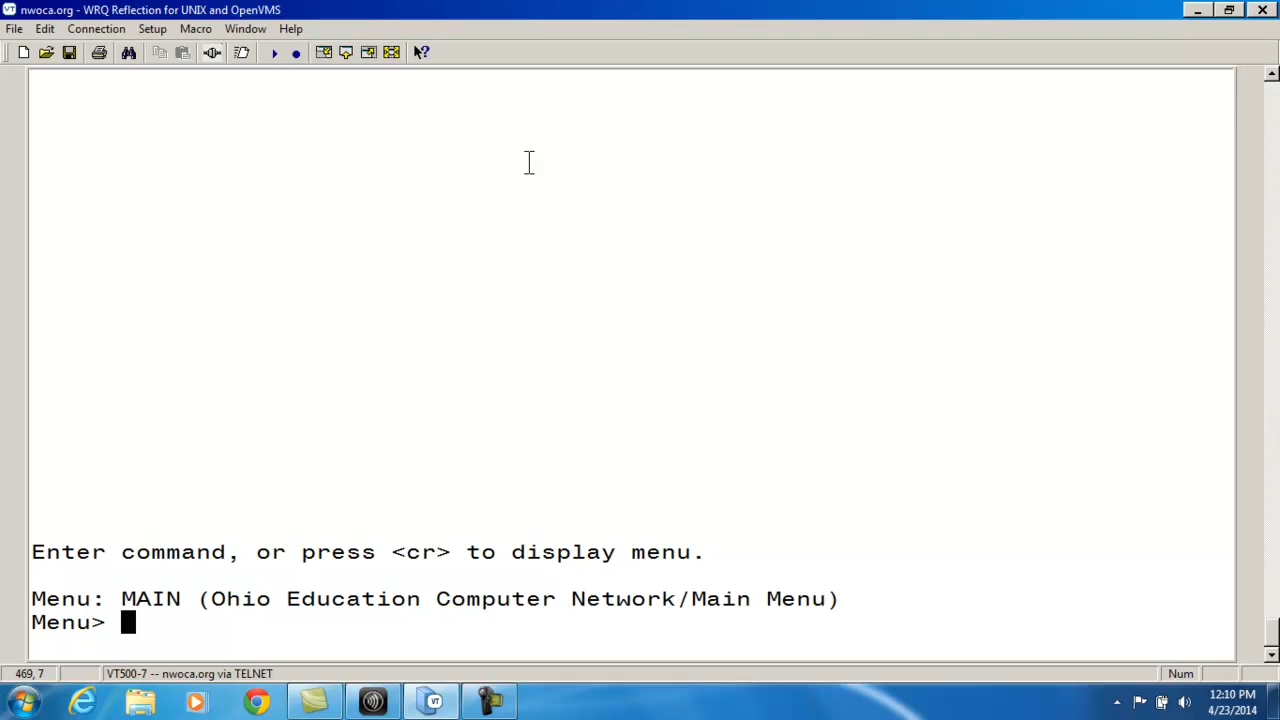 nwoca.org - WRQ Reflection for UNIX and OpenVMS
File Edit Connection Setup Macro Window Help
Enter command, or press <cr> to display menu.
Menu: MAIN (Ohio Education Computer Network/Main Menu)
Menu>
469, 7 VT500-7 -- nwoca.org via TELNET Num
12:10 PM
4/23/2014